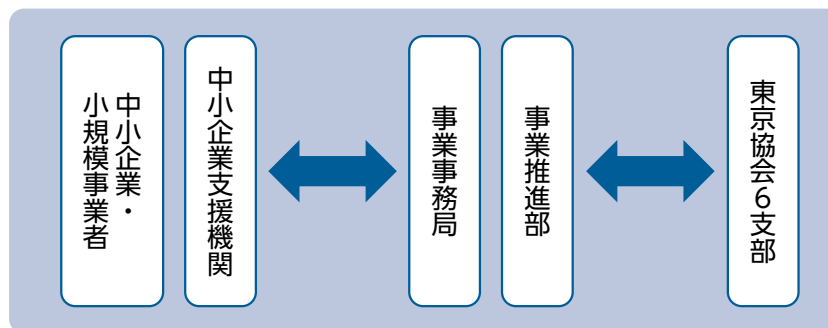 中小企業・
小規模事業者
中小企業支援機関
事業事務局
事業推進部
東京協会6支部